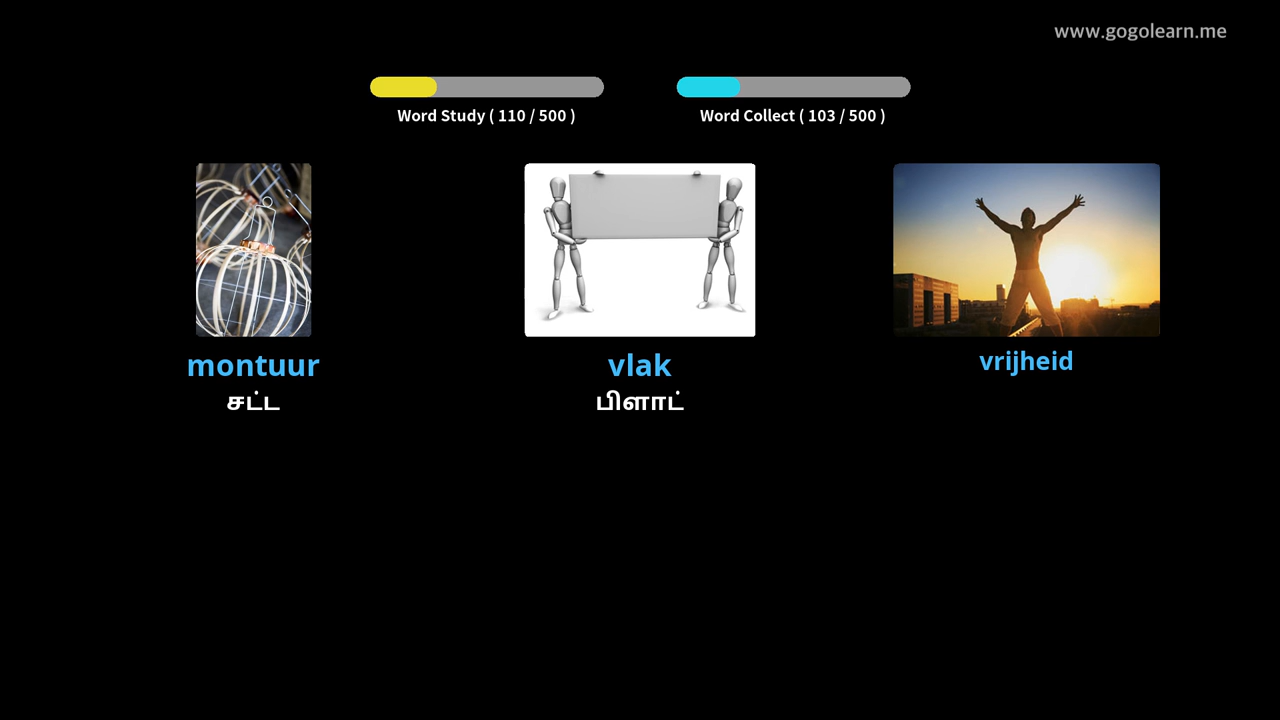 www.gogolearn.me
Word Study ( 110 / 500 )
Word Collect ( 103 / 500 )
montuur
சட்ட
vlak
பிளாட்
vrijheid